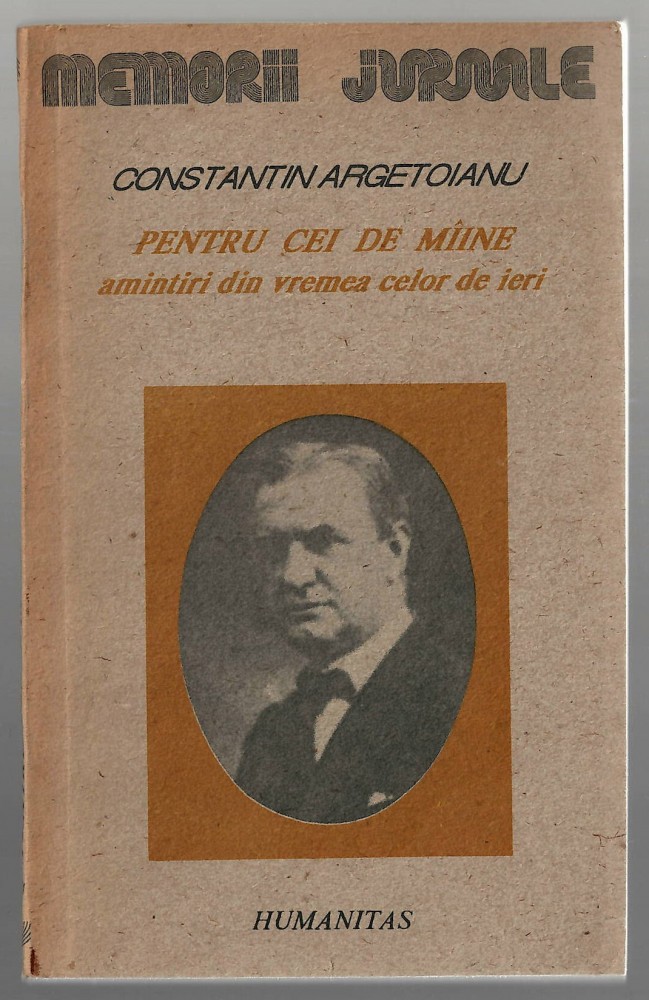 MEMORII JURNALE
CONSTANTIN ARGETOIANU
PENTRU CEI DE MÎINE
amintiri din vremea celor de ieri
HUMANITAS